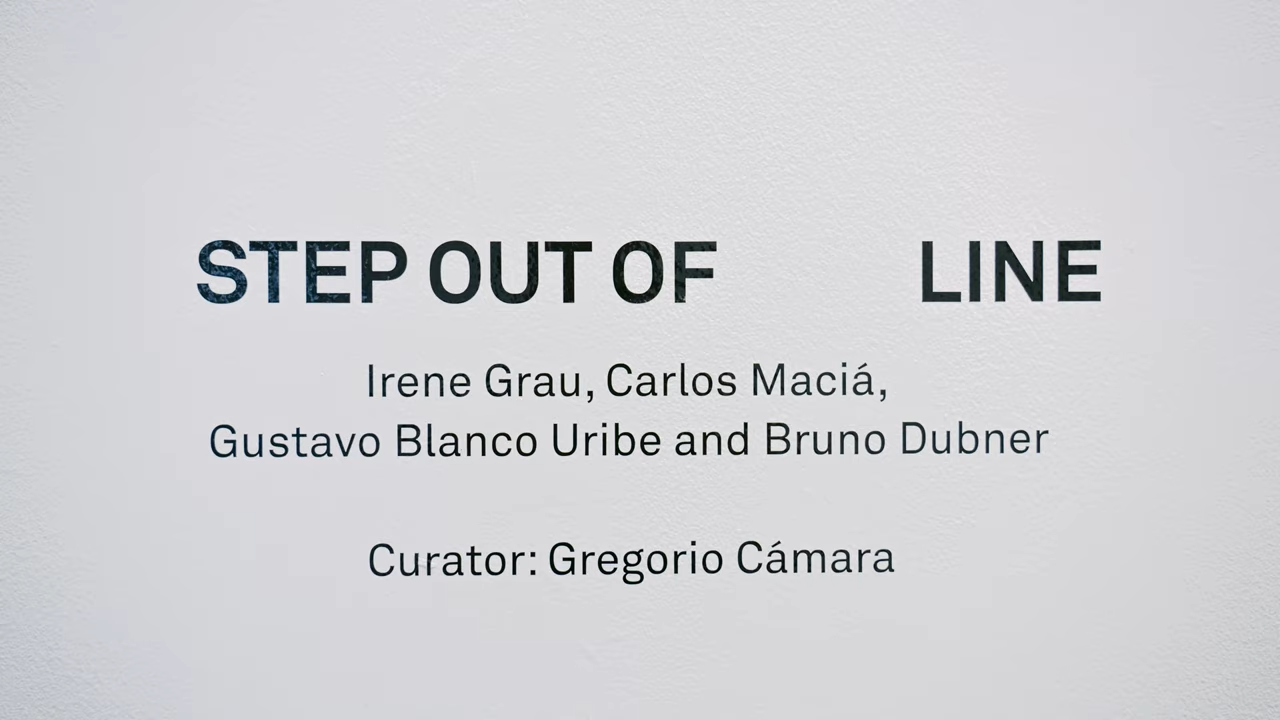 STEP OUT OF LINE
Irene Grau, Carlos Maciá,
Gustavo Blanco Uribe and Bruno Dubner
Curator: Gregorio Cámara